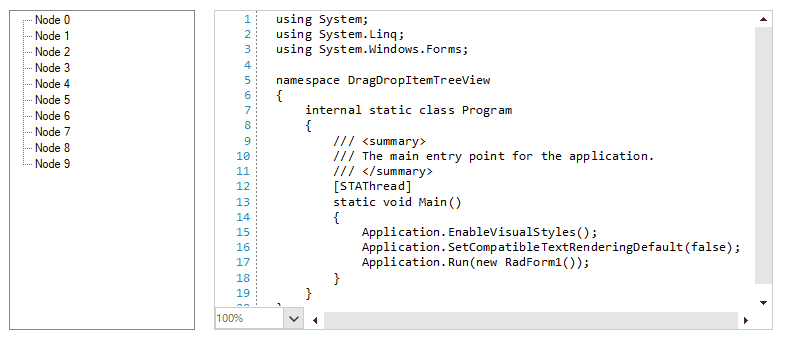 Node 0
Node 1
Node 2
Node 3
Node 4
Node 5
Node 6
Node 7
Node 8
Node 9
1 using System;
2 using System.Linq;
3 using System.Windows.Forms;
4
5 namespace DragDropItemTreeView
6 {
7     internal static class Program
8     {
9         /// <summary>
10         /// The main entry point for the application.
11         /// </summary>
12         [STAThread]
13         static void Main()
14         {
15             Application.EnableVisualStyles();
16             Application.SetCompatibleTextRenderingDefault(false);
17             Application.Run(new RadForm1());
18         }
19     }
100%